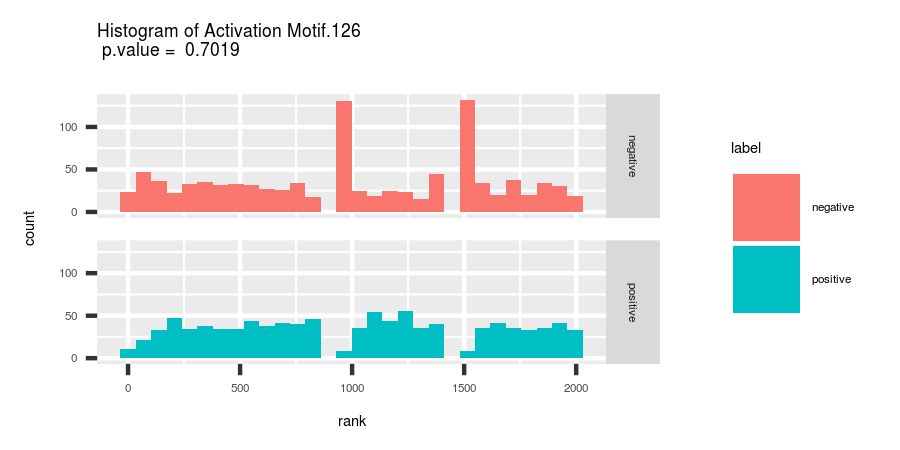 Histogram of Activation Motif.126
p.value = 0.7019
100
50
0
negative
100
50
0
positive
0 500 1000 1500 2000
rank
count
label
negative
positive